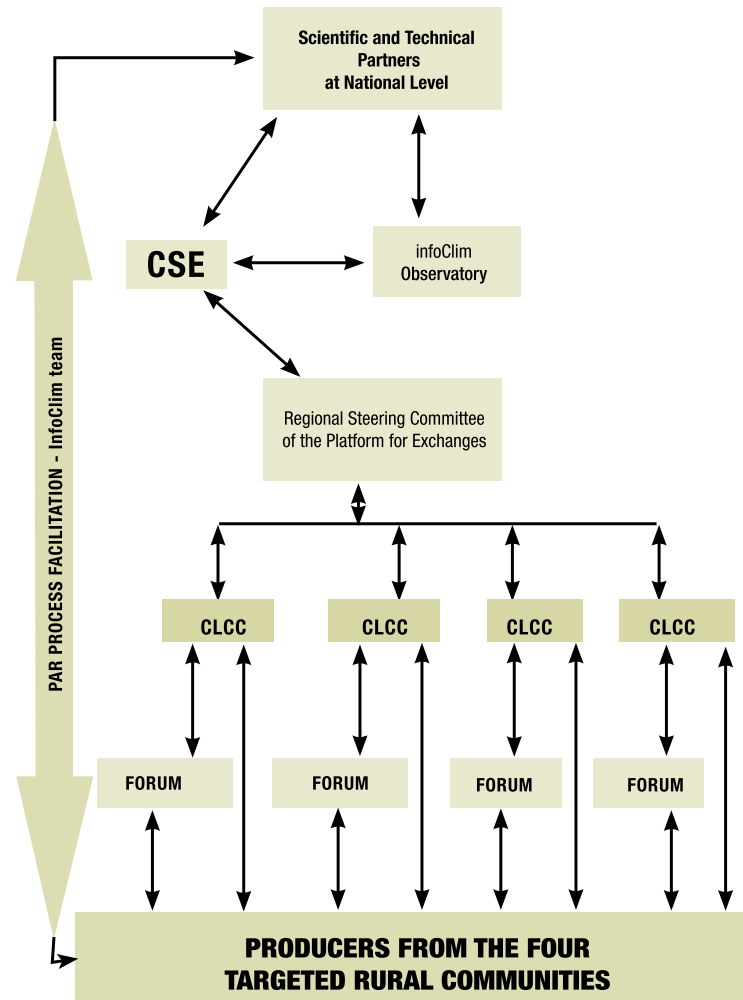 Scientific and Technical
Partners
at National Level
CSE
infoClim
Observatory
PAR PROCESS FACILITATION - InfoClim team
Regional Steering Committee
of the Platform for Exchanges
CLCC
CLCC
CLCC
CLCC
FORUM
FORUM
FORUM
FORUM
PRODUCERS FROM THE FOUR
TARGETED RURAL COMMUNITIES